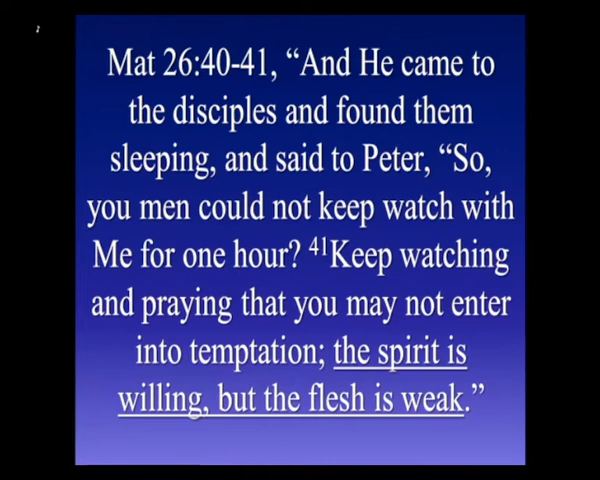 Mat 26:40-41, “And He came to
the disciples and found them
sleeping, and said to Peter, “So,
you men could not keep watch with
Me for one hour? ⁴¹Keep watching
and praying that you may not enter
into temptation; the spirit is
willing, but the flesh is weak.”